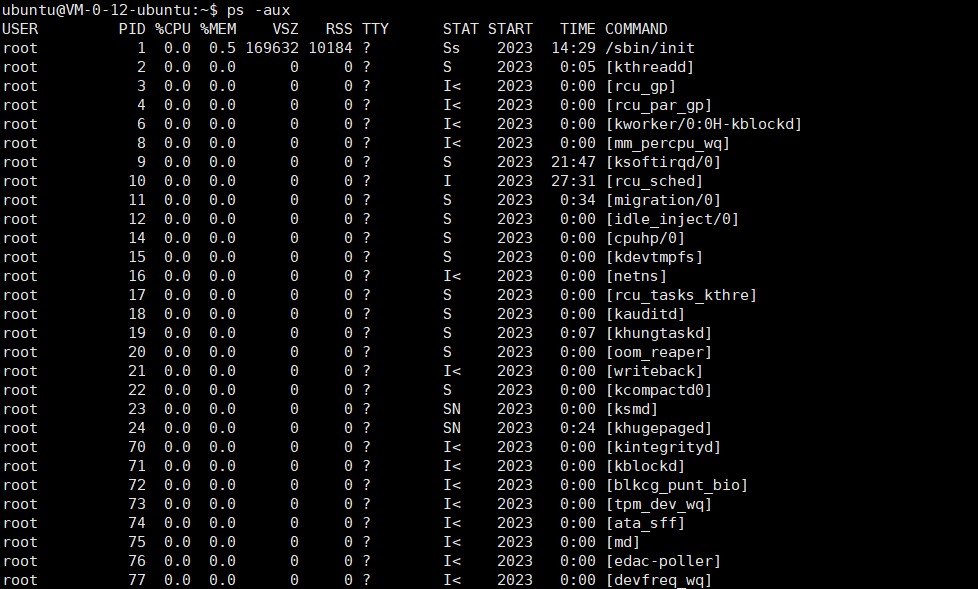 ubuntu@VM-0-12-ubuntu:~$ ps -aux
USER         PID %CPU %MEM    VSZ   RSS TTY      STAT START   TIME COMMAND
root           1  0.0  0.5 169632 10184 ?        Ss    2023  14:29 /sbin/init
root           2  0.0  0.0      0     0 ?        S     2023   0:05 [kthreadd]
root           3  0.0  0.0      0     0 ?        I<    2023   0:00 [rcu_gp]
root           4  0.0  0.0      0     0 ?        I<    2023   0:00 [rcu_par_gp]
root           6  0.0  0.0      0     0 ?        I<    2023   0:00 [kworker/0:0H-kblockd]
root           8  0.0  0.0      0     0 ?        I<    2023   0:00 [mm_percpu_wq]
root           9  0.0  0.0      0     0 ?        S     2023  21:47 [ksoftirqd/0]
root          10  0.0  0.0      0     0 ?        I     2023  27:31 [rcu_sched]
root          11  0.0  0.0      0     0 ?        S     2023   0:34 [migration/0]
root          12  0.0  0.0      0     0 ?        S     2023   0:00 [idle_inject/0]
root          14  0.0  0.0      0     0 ?        S     2023   0:00 [cpuhp/0]
root          15  0.0  0.0      0     0 ?        S     2023   0:00 [kdevtmpfs]
root          16  0.0  0.0      0     0 ?        I<    2023   0:00 [netns]
root          17  0.0  0.0      0     0 ?        S     2023   0:00 [rcu_tasks_kthre]
root          18  0.0  0.0      0     0 ?        S     2023   0:00 [kauditd]
root          19  0.0  0.0      0     0 ?        S     2023   0:07 [khungtaskd]
root          20  0.0  0.0      0     0 ?        S     2023   0:00 [oom_reaper]
root          21  0.0  0.0      0     0 ?        I<    2023   0:00 [writeback]
root          22  0.0  0.0      0     0 ?        S     2023   0:00 [kcompactd0]
root          23  0.0  0.0      0     0 ?        SN    2023   0:00 [ksmd]
root          24  0.0  0.0      0     0 ?        SN    2023   0:24 [khugepaged]
root          70  0.0  0.0      0     0 ?        I<    2023   0:00 [kintegrityd]
root          71  0.0  0.0      0     0 ?        I<    2023   0:00 [kblockd]
root          72  0.0  0.0      0     0 ?        I<    2023   0:00 [blkcg_punt_bio]
root          73  0.0  0.0      0     0 ?        I<    2023   0:00 [tpm_dev_wq]
root          74  0.0  0.0      0     0 ?        I<    2023   0:00 [ata_sff]
root          75  0.0  0.0      0     0 ?        I<    2023   0:00 [md]
root          76  0.0  0.0      0     0 ?        I<    2023   0:00 [edac-poller]
root          77  0.0  0.0      0     0 ?        I<    2023   0:00 [devfreq_wq]